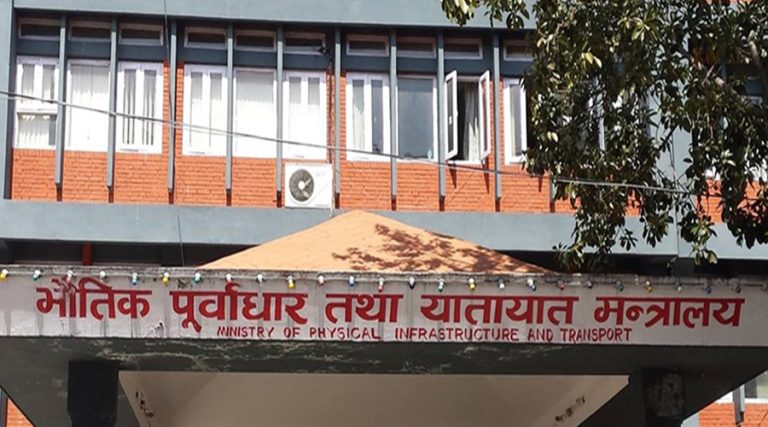 भौतिक पूर्वाधार तथा यातायात मन्त्रालय
MINISTRY OF PHYSICAL INFRASTRUCTURE AND TRANSPORT